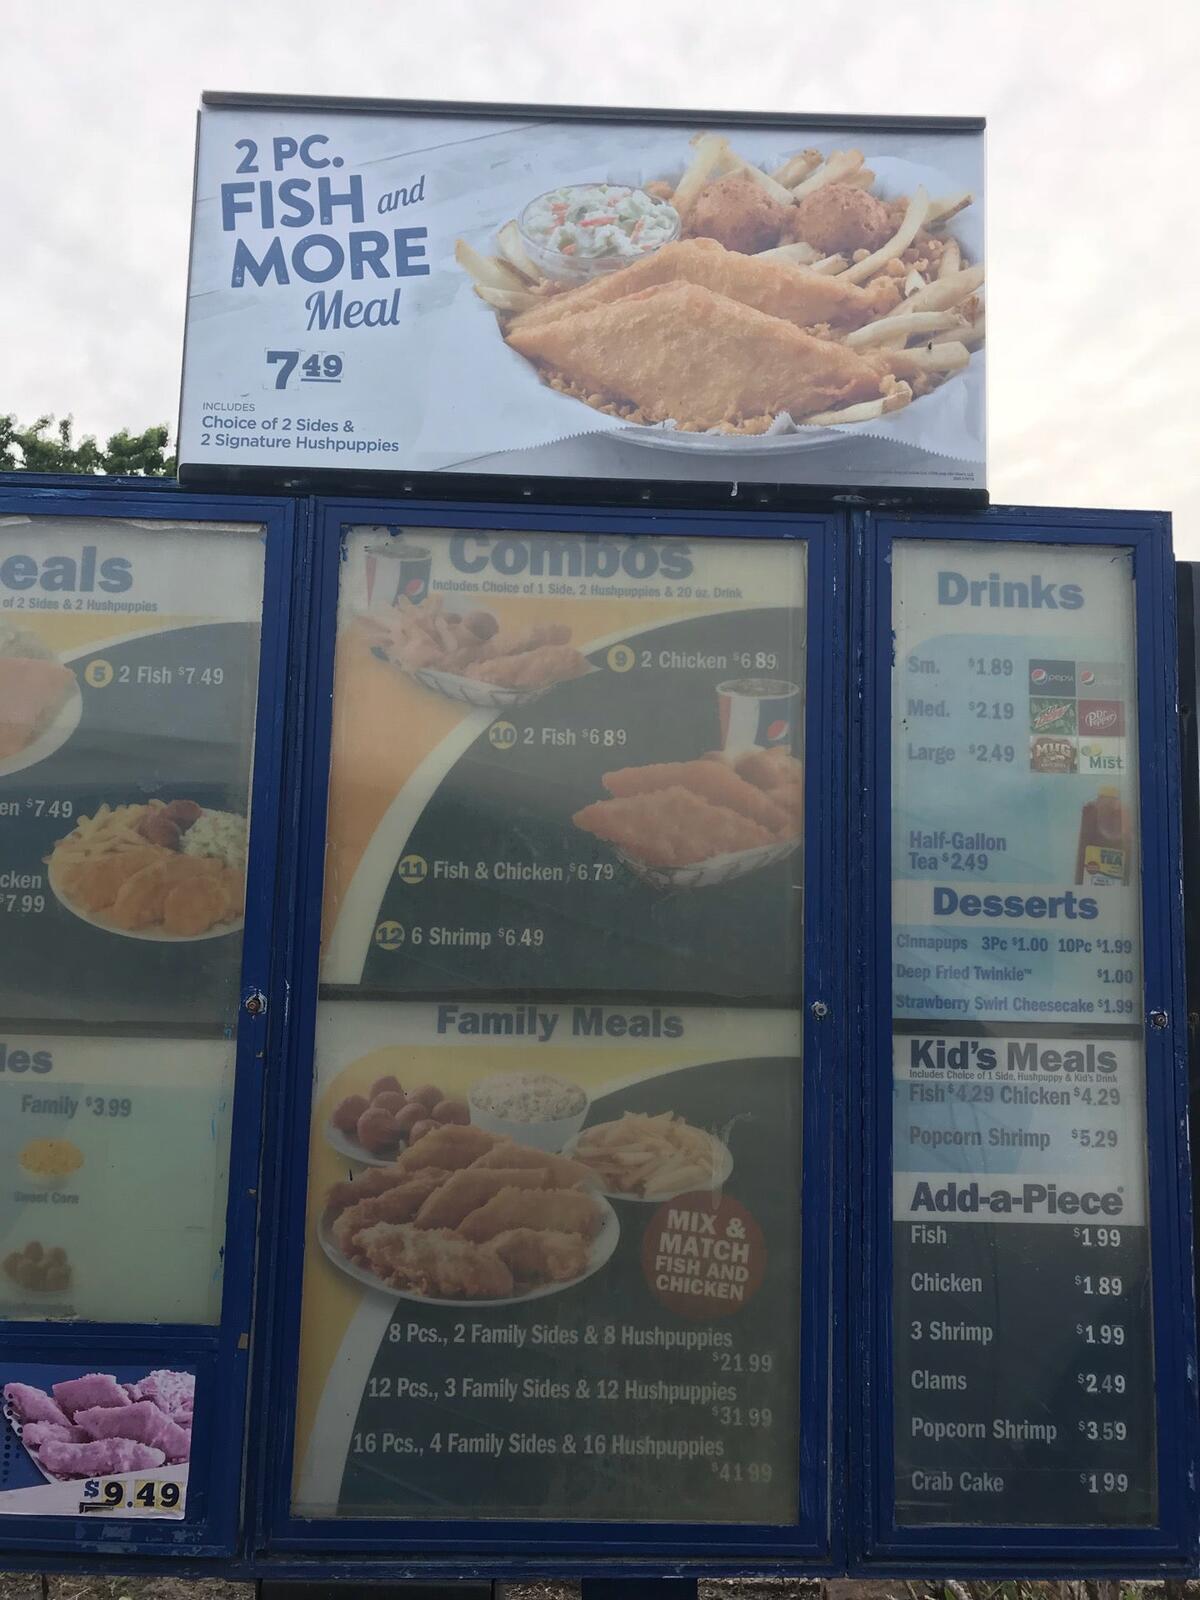 2 PC.
FISH and
MORE
Meal
7 49
INCLUDES
Choice of 2 Sides &
2 Signature Hushpuppies
eals
of 2 Sides & 2 Hushpuppies
5 2 Fish $7.49
en $7.49
cken
$7.99
les
Family $3.99
Sweet Corn
$9.49
Combos
Includes Choice of 1 Side, 2 Hushpuppies & 20 oz. Drink
9 2 Chicken $6 89
10 2 Fish $6 89
11 Fish & Chicken $6.79
12 6 Shrimp $6.49
Family Meals
MIX &
MATCH
FISH AND
CHICKEN
8 Pcs., 2 Family Sides & 8 Hushpuppies
$21 99
12 Pcs., 3 Family Sides & 12 Hushpuppies
$31 99
16 Pcs., 4 Family Sides & 16 Hushpuppies
$41 99
Drinks
Sm. $1.89
pepsi
Med. $2.19
Dr Pepper
Large $2.49
MUG
Mist
Half-Gallon
Tea $2.49
TEA
Desserts
Cinnapups 3Pc $1.00 10Pc $1.99
Deep Fried Twinkie™ $1.00
Strawberry Swirl Cheesecake $1.99
Kid's Meals
Includes Choice of 1 Side, Hushpuppy & Kid's Drink
Fish $4.29 Chicken $4.29
Popcorn Shrimp $5.29
Add-a-Piece®
Fish $1.99
Chicken $1.89
3 Shrimp $1.99
Clams $2.49
Popcorn Shrimp $3.59
Crab Cake $1 99